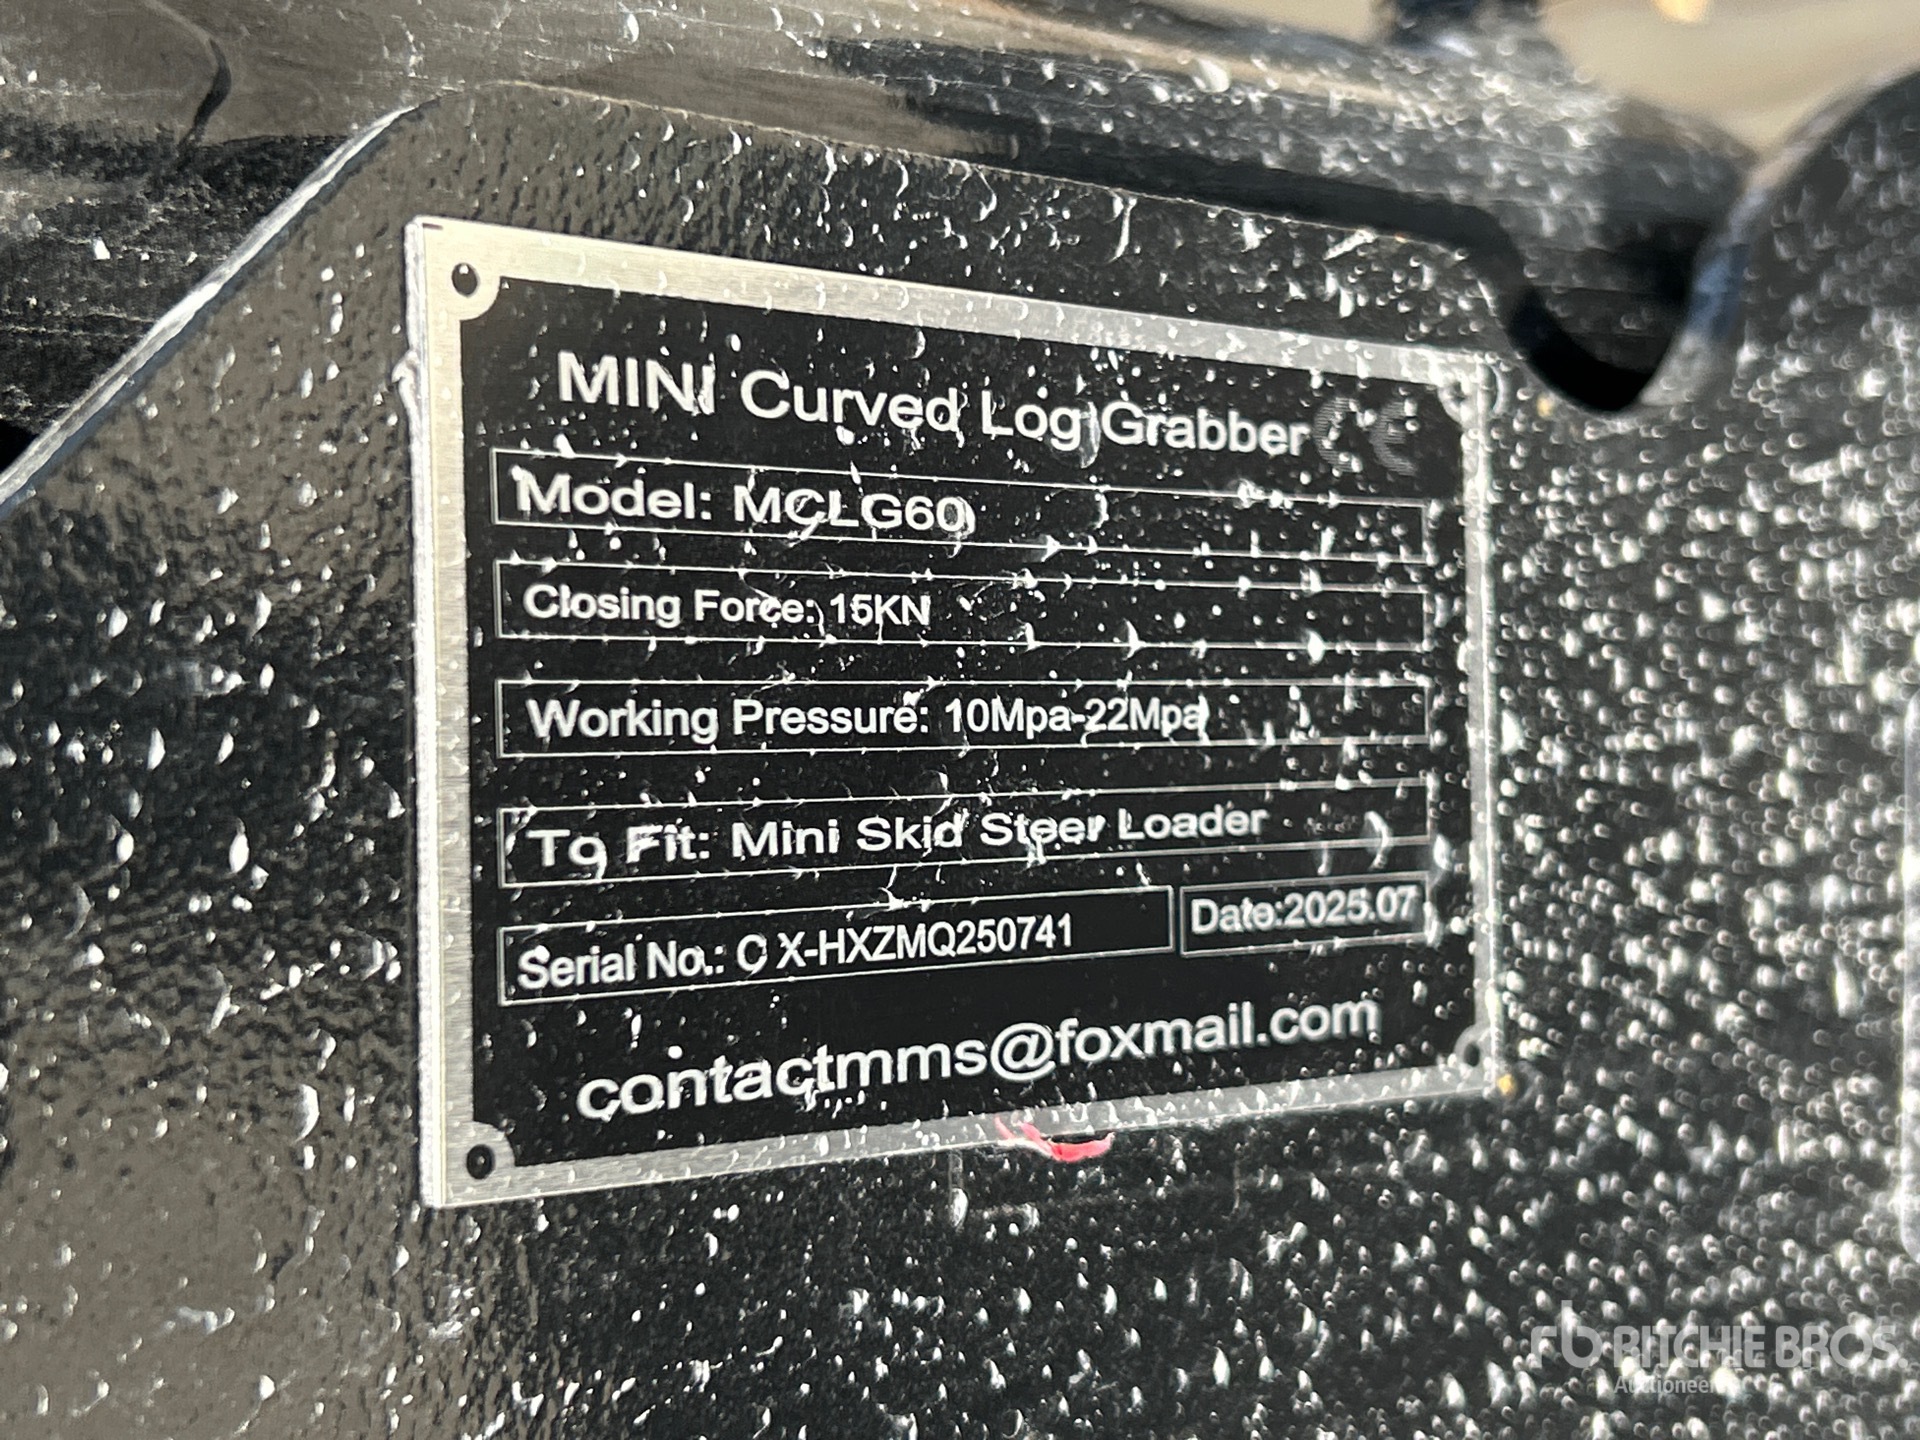 MINI Curved Log Grabber CE
Model: MCLG60
Closing Force: 15KN
Working Pressure: 10Mpa-22Mpa
To Fit: Mini Skid Steer Loader
Serial No.: C X-HXZMQ250741 Date:2025.07
contactmms@foxmail.com
rb RITCHIE BROS.
Auctioneers